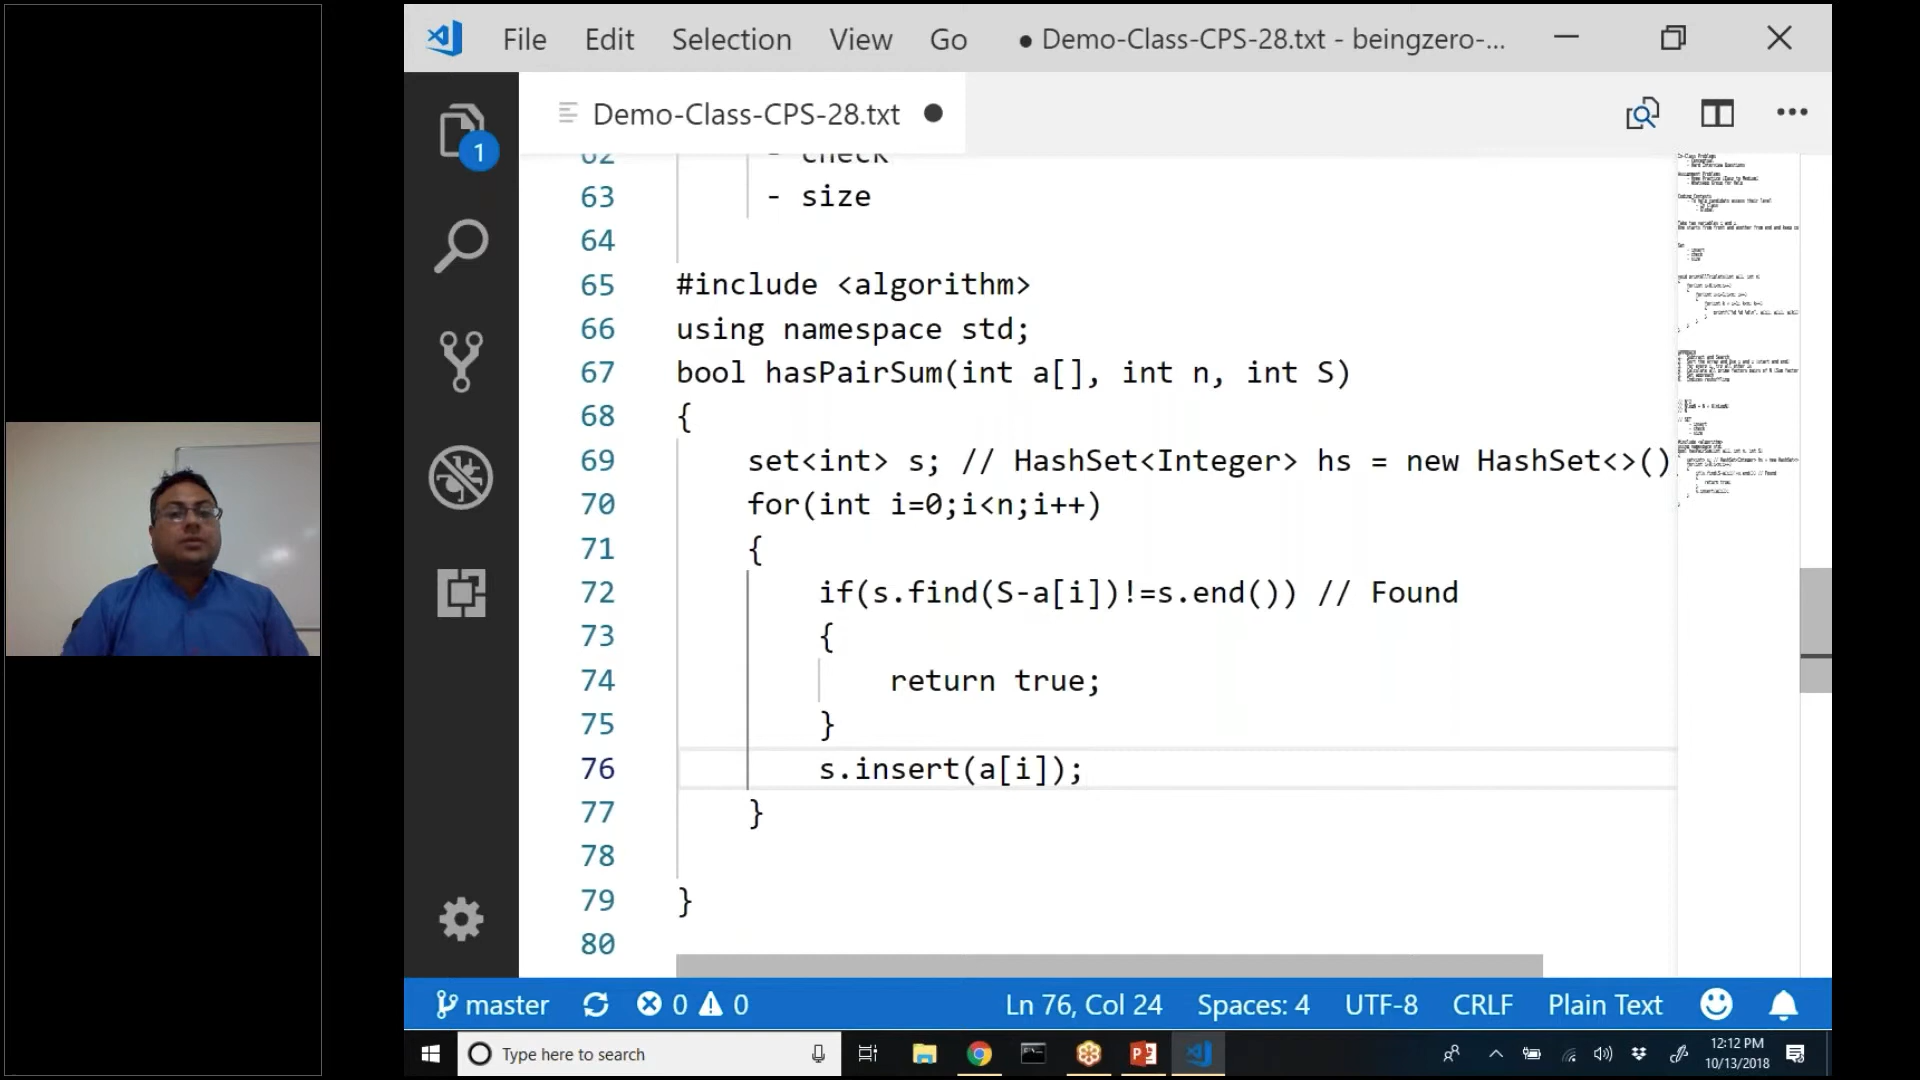 File Edit Selection View Go ● Demo-Class-CPS-28.txt - beingzero-...
Demo-Class-CPS-28.txt
1
62 - check
63 - size
64
65 #include <algorithm>
66 using namespace std;
67 bool hasPairSum(int a[], int n, int S)
68 {
69 set<int> s; // HashSet<Integer> hs = new HashSet<>()
70 for(int i=0;i<n;i++)
71 {
72 if(s.find(S-a[i])!=s.end()) // Found
73 {
74 return true;
75 }
76 s.insert(a[i]);
77 }
78
79 }
80
master 0 0 Ln 76, Col 24 Spaces: 4 UTF-8 CRLF Plain Text
Type here to search
12:12 PM
10/13/2018